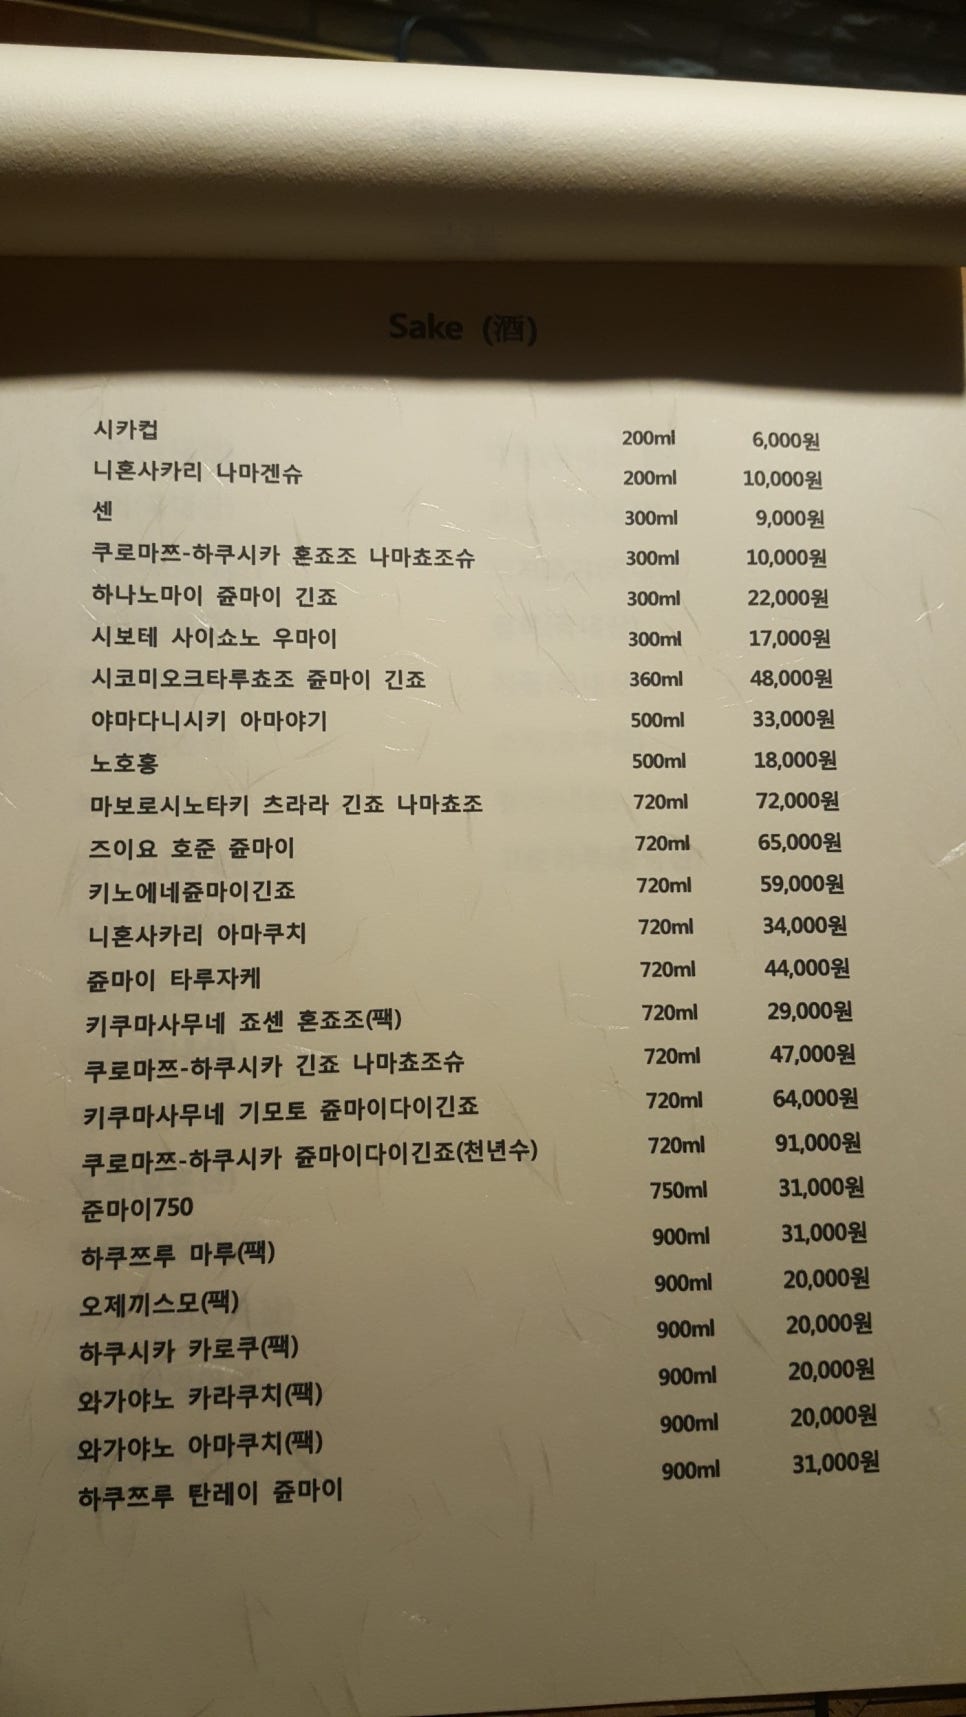 Sake (酒)
시카컵 200ml 6,000원
니혼사카리 나마겐슈 200ml 10,000원
센 300ml 9,000원
쿠로마쯔-하쿠시카 혼죠조 나마쵸조슈 300ml 10,000원
하나노마이 쥰마이 긴죠 300ml 22,000원
시보테 사이쇼노 우마이 300ml 17,000원
시코미오크타루쵸조 쥰마이 긴죠 360ml 48,000원
야마다니시키 아마야기 500ml 33,000원
노호홍 500ml 18,000원
마보로시노타키 츠라라 긴죠 나마쵸조 720ml 72,000원
즈이요 호준 쥰마이 720ml 65,000원
키노에네쥰마이긴죠 720ml 59,000원
니혼사카리 아마쿠치 720ml 34,000원
쥰마이 타루자케 720ml 44,000원
키쿠마사무네 죠센 혼죠조(팩) 720ml 29,000원
쿠로마쯔-하쿠시카 긴죠 나마쵸조슈 720ml 47,000원
키쿠마사무네 기모토 쥰마이다이긴죠 720ml 64,000원
쿠로마쯔-하쿠시카 쥰마이다이긴죠(천년수) 720ml 91,000원
준마이750 750ml 31,000원
하쿠쯔루 마루(팩) 900ml 31,000원
오제끼스모(팩) 900ml 20,000원
하쿠시카 카로쿠(팩) 900ml 20,000원
와가야노 카라쿠치(팩) 900ml 20,000원
와가야노 아마쿠치(팩) 900ml 20,000원
하쿠쯔루 탄레이 쥰마이 900ml 31,000원